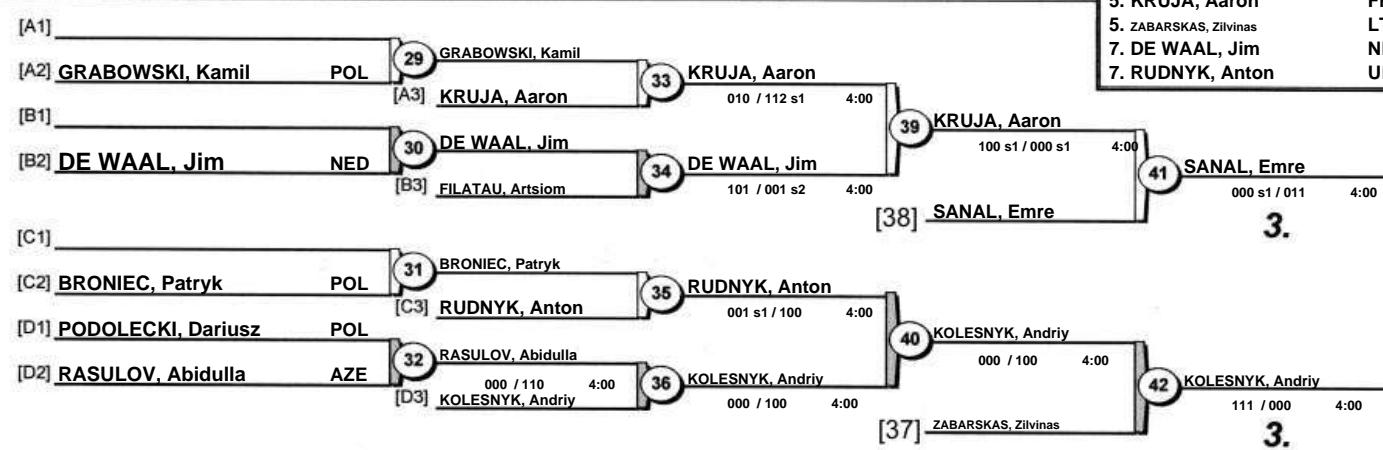 5. KRUJA, Aaron
5. ZABARSKAS, Zilvinas
7. DE WAAL, Jim
7. RUDNYK, Anton
[A1]
[A2] GRABOWSKI, Kamil POL
29 GRABOWSKI, Kamil
[A3] KRUJA, Aaron
33 KRUJA, Aaron
010 / 112 s1 4:00
[B1]
[B2] DE WAAL, Jim NED
30 DE WAAL, Jim
[B3] FILATAU, Artsiom
34 DE WAAL, Jim
101 / 001 s2 4:00
39 KRUJA, Aaron
100 s1 / 000 s1 4:00
[38] SANAL, Emre
41 SANAL, Emre
000 s1 / 011 4:00
3.
[C1]
[C2] BRONIEC, Patryk POL
31 BRONIEC, Patryk
[C3] RUDNYK, Anton
35 RUDNYK, Anton
001 s1 / 100 4:00
[D1] PODOLECKI, Dariusz POL
[D2] RASULOV, Abidulla AZE
32 RASULOV, Abidulla
000 / 110 4:00
[D3] KOLESNYK, Andriy
36 KOLESNYK, Andriy
000 / 100 4:00
40 KOLESNYK, Andriy
000 / 100 4:00
[37] ZABARSKAS, Zilvinas
42 KOLESNYK, Andriy
111 / 000 4:00
3.